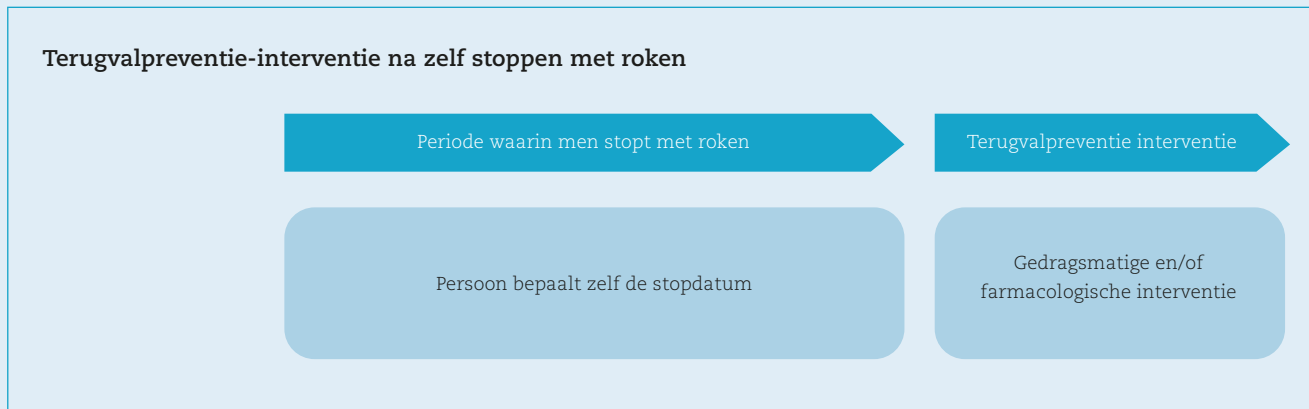 Terugvalpreventie-interventie na zelf stoppen met roken
Periode waarin men stopt met roken
Terugvalpreventie interventie
Persoon bepaalt zelf de stopdatum
Gedragsmatige en/of
farmacologische interventie